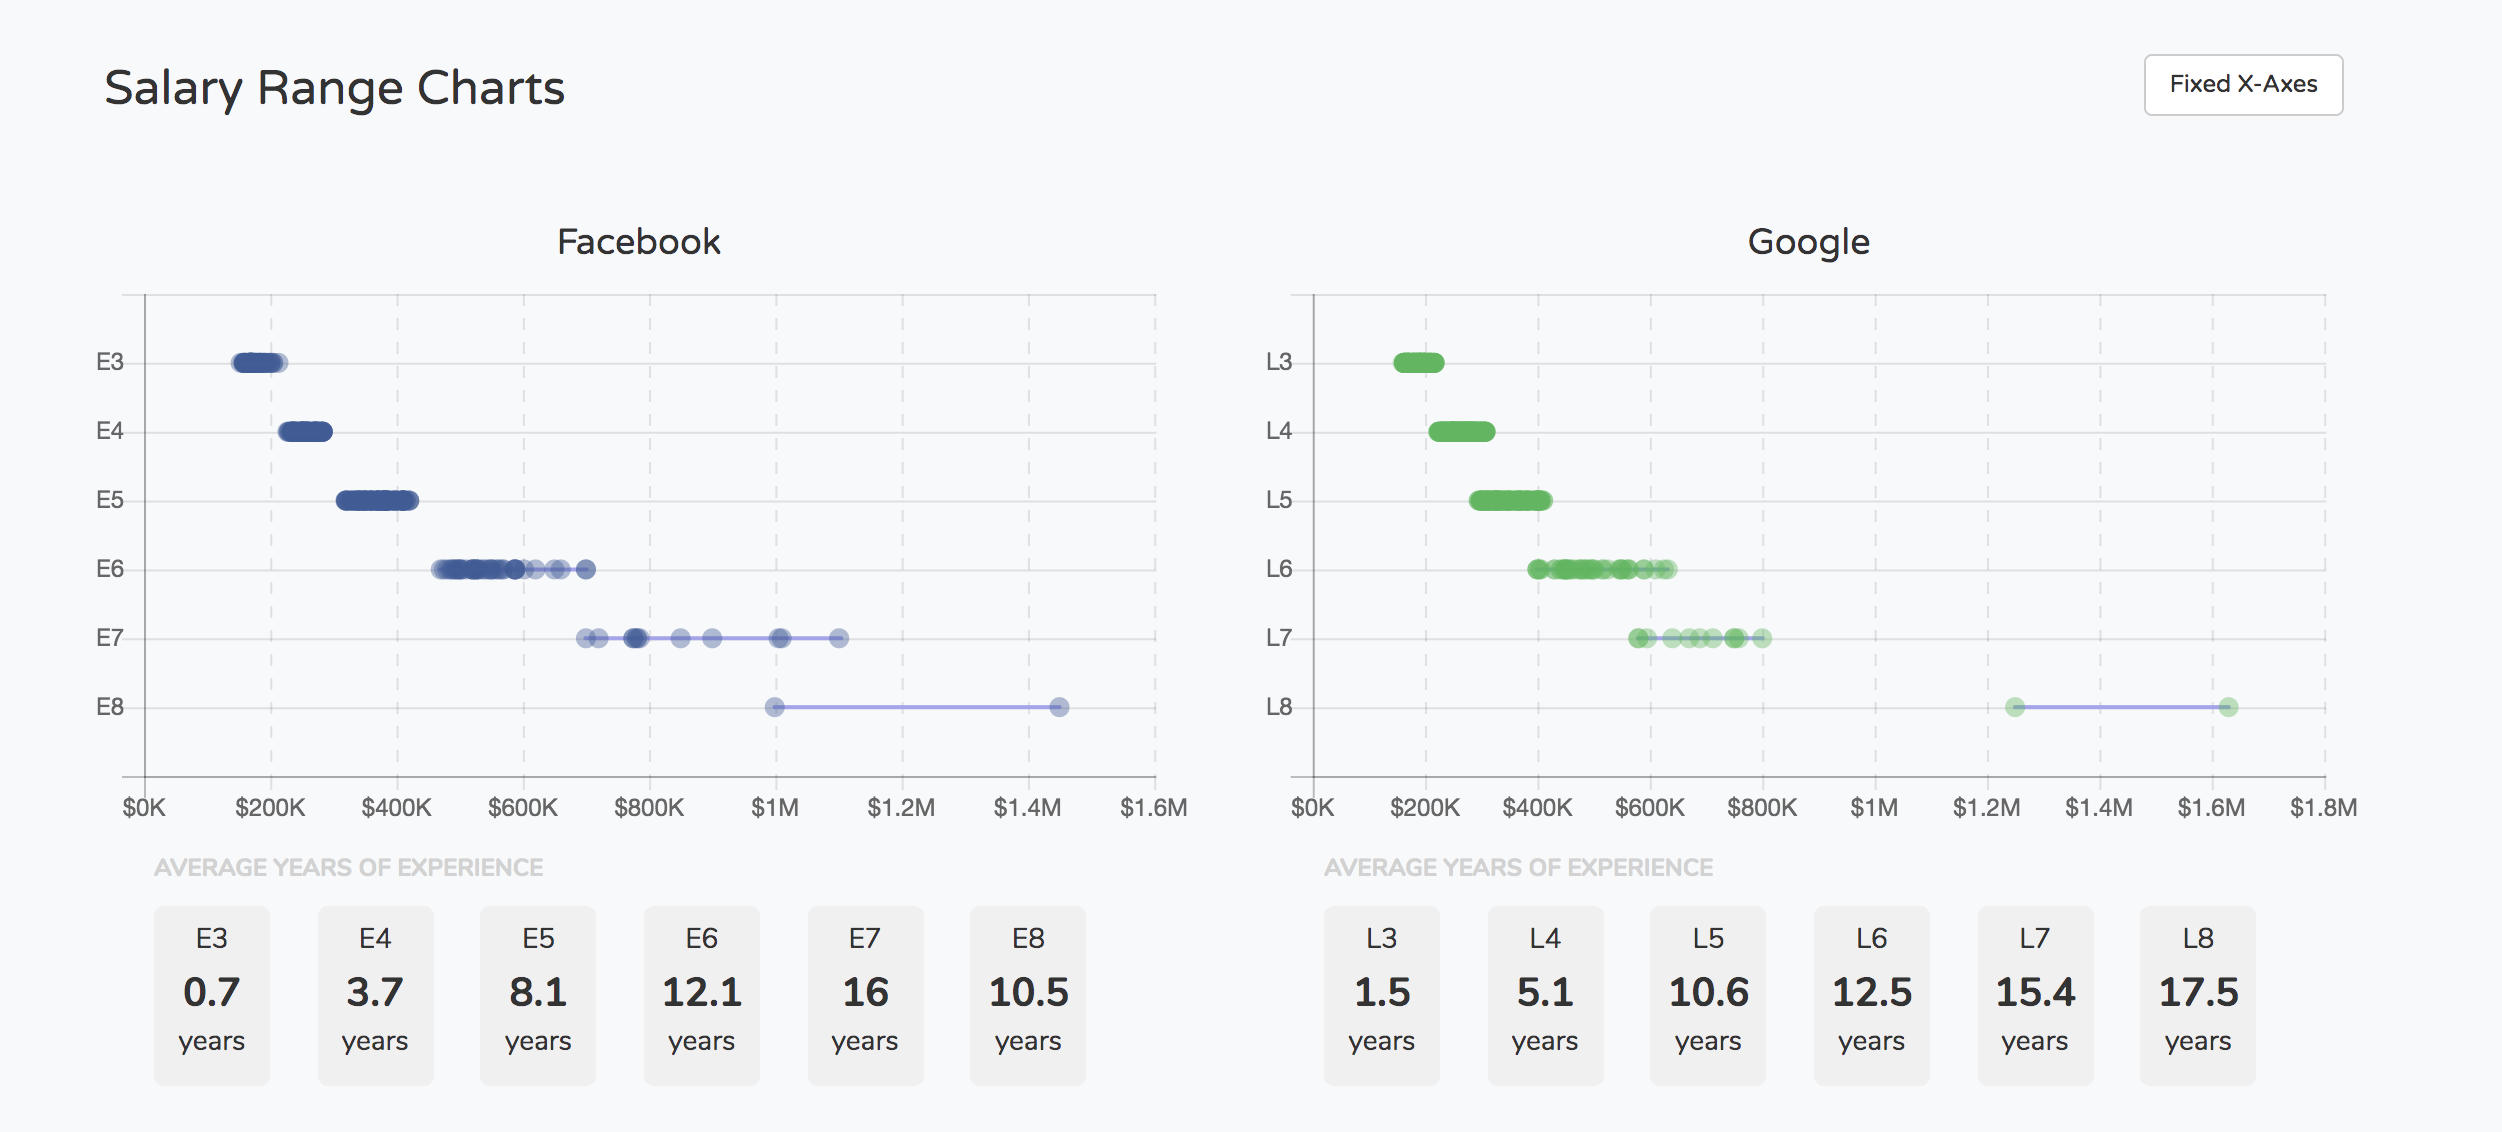 Salary Range Charts
Fixed X-Axes
Facebook
E3
E4
E5
E6
E7
E8
$0K $200K $400K $600K $800K $1M $1.2M $1.4M $1.6M
AVERAGE YEARS OF EXPERIENCE
E3 E4 E5 E6 E7 E8
0.7 3.7 8.1 12.1 16 10.5
years years years years years years
Google
L3
L4
L5
L6
L7
L8
$0K $200K $400K $600K $800K $1M $1.2M $1.4M $1.6M $1.8M
AVERAGE YEARS OF EXPERIENCE
L3 L4 L5 L6 L7 L8
1.5 5.1 10.6 12.5 15.4 17.5
years years years years years years